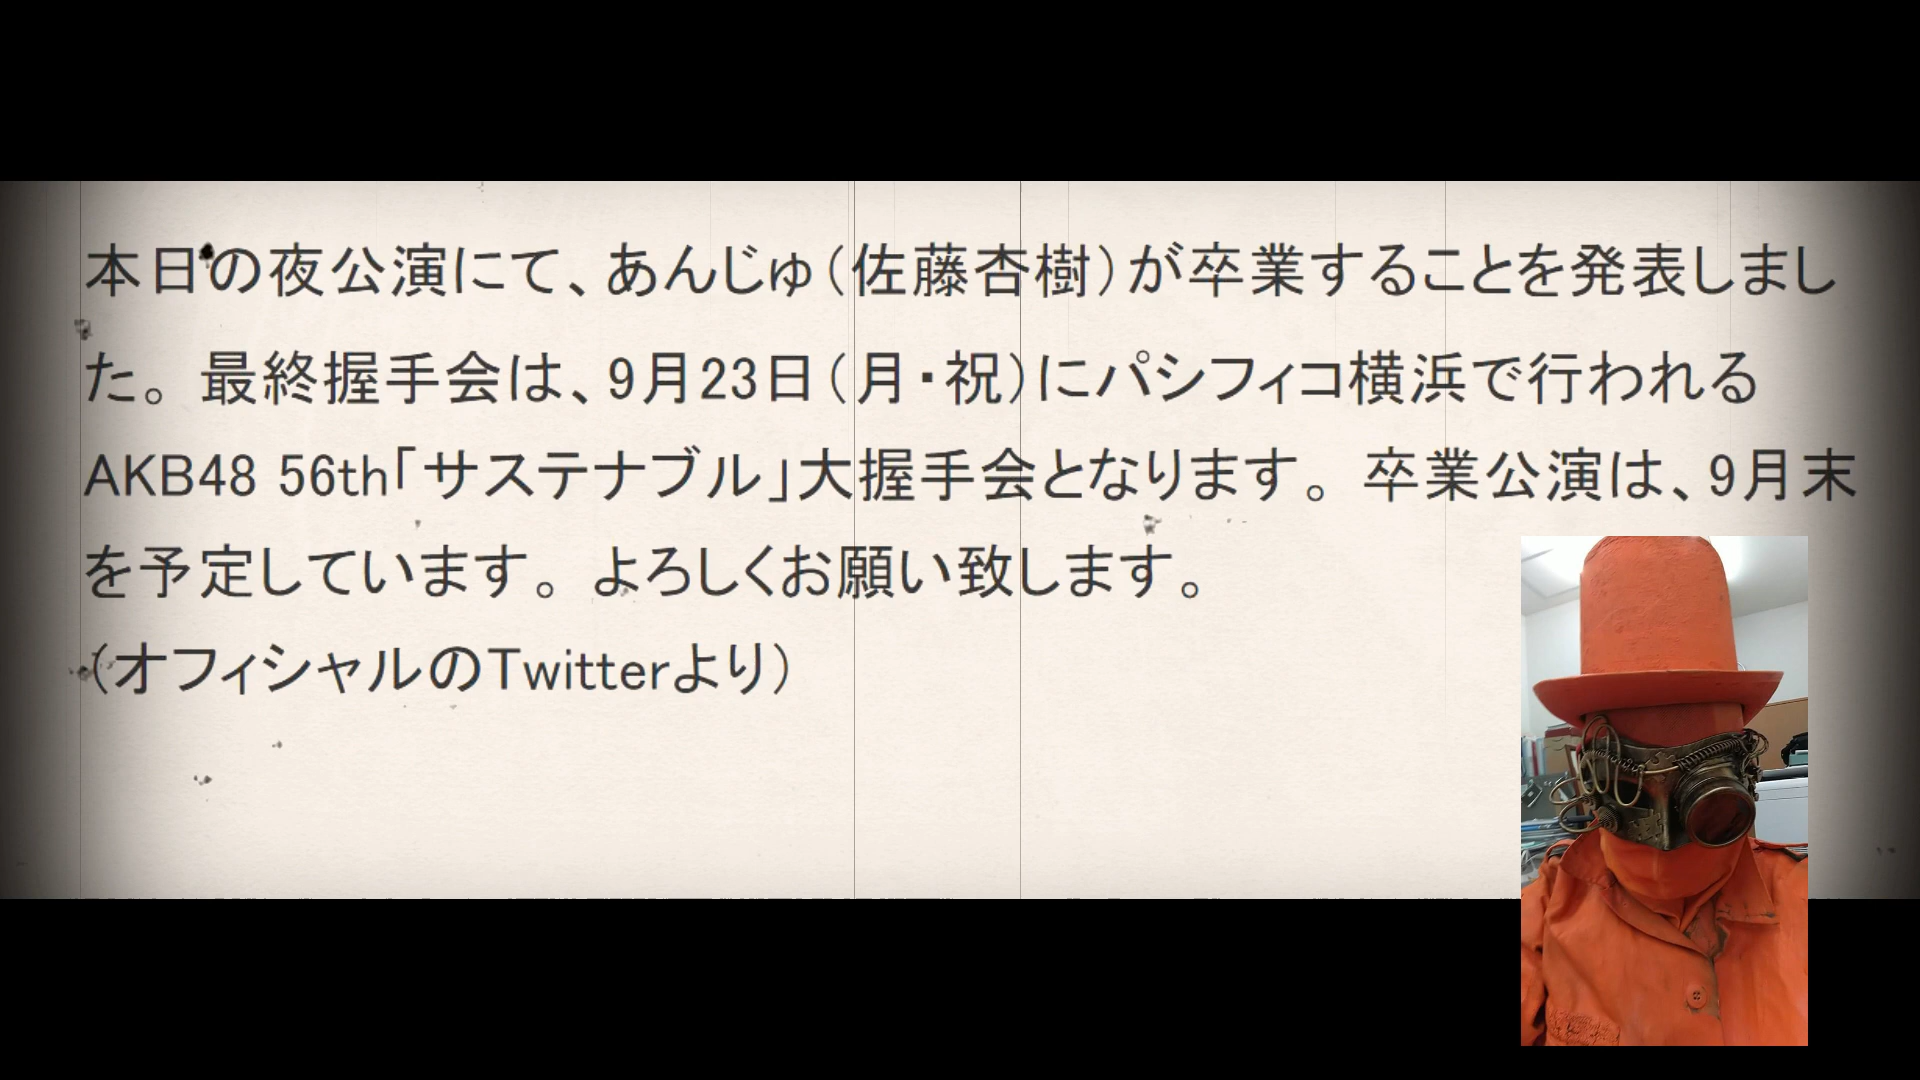 本日の夜公演にて、あんじゅ（佐藤杏樹）が卒業することを発表しまし
た。最終握手会は、9月23日（月・祝）にパシフィコ横浜で行われる
AKB48 56th「サステナブル」大握手会となります。卒業公演は、9月末
を予定しています。よろしくお願い致します。
（オフィシャルのTwitterより）